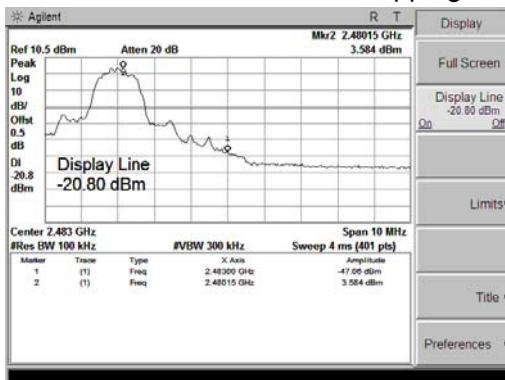 Agilent R T
Mkr2 2.48015 GHz
Ref 10.5 dBm Atten 20 dB 3.584 dBm
Peak
Log
10
dB/
Offst
0.5
dB
DI
-20.8
dBm
2
1
Display Line
-20.80 dBm
Center 2.483 GHz Span 10 MHz
#Res BW 100 kHz #VBW 300 kHz Sweep 4 ms (401 pts)
Marker Trace Type X Axis Amplitude
1 (1) Freq 2.48300 GHz -47.06 dBm
2 (1) Freq 2.48015 GHz 3.584 dBm
Display
Full Screen
Display Line
-20.80 dBm
On Off
Limits
Title
Preferences